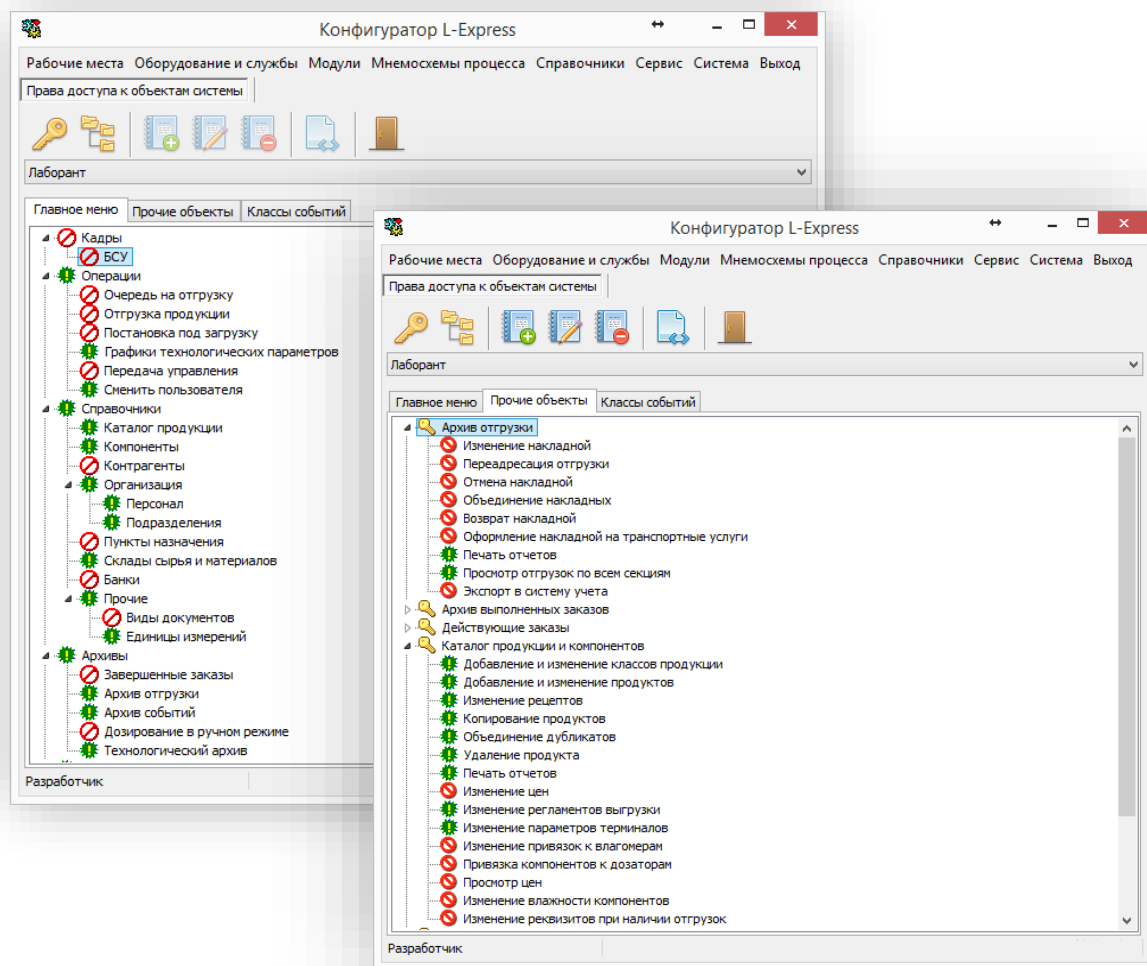 Конфигуратор L-Express
Рабочие места Оборудование и службы Модули Мнемосхемы процесса Справочники Сервис Система Выход
Права доступа к объектам системы
Лаборант
Главное меню Прочие объекты Классы событий
Кадры
БСУ
Операции
Очередь на отгрузку
Отгрузка продукции
Постановка под загрузку
Графики технологических параметров
Передача управления
Сменить пользователя
Справочники
Каталог продукции
Компоненты
Контрагенты
Организация
Персонал
Подразделения
Пункты назначения
Склады сырья и материалов
Банки
Прочие
Виды документов
Единицы измерений
Архивы
Завершенные заказы
Архив отгрузки
Архив событий
Дозирование в ручном режиме
Технологический архив
Разработчик
Конфигуратор L-Express
Рабочие места Оборудование и службы Модули Мнемосхемы процесса Справочники Сервис Система Выход
Права доступа к объектам системы
Лаборант
Главное меню Прочие объекты Классы событий
Архив отгрузки
Изменение накладной
Переадресация отгрузки
Отмена накладной
Объединение накладных
Возврат накладной
Оформление накладной на транспортные услуги
Печать отчетов
Просмотр отгрузок по всем секциям
Экспорт в систему учета
Архив выполненных заказов
Действующие заказы
Каталог продукции и компонентов
Добавление и изменение классов продукции
Добавление и изменение продуктов
Изменение рецептов
Копирование продуктов
Объединение дубликатов
Удаление продукта
Печать отчетов
Изменение цен
Изменение регламентов выгрузки
Изменение параметров терминалов
Изменение привязок к влагомерам
Привязка компонентов к дозаторам
Просмотр цен
Изменение влажности компонентов
Изменение реквизитов при наличии отгрузок
Разработчик